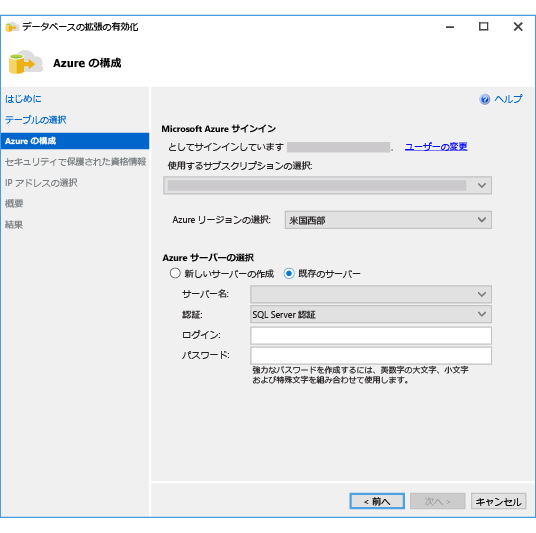 データベースの拡張の有効化
Azure の構成
はじめに
テーブルの選択
Azure の構成
セキュリティで保護された資格情報
IP アドレスの選択
概要
結果
ヘルプ
Microsoft Azure サインイン
としてサインインしています . ユーザーの変更
使用するサブスクリプションの選択:
Azure リージョンの選択: 米国西部
Azure サーバーの選択
新しいサーバーの作成 既存のサーバー
サーバー名:
認証: SQL Server 認証
ログイン:
パスワード:
強力なパスワードを作成するには、英数字の大文字、小文字
および特殊文字を組み合わせて使用します。
< 前へ 次へ > キャンセル